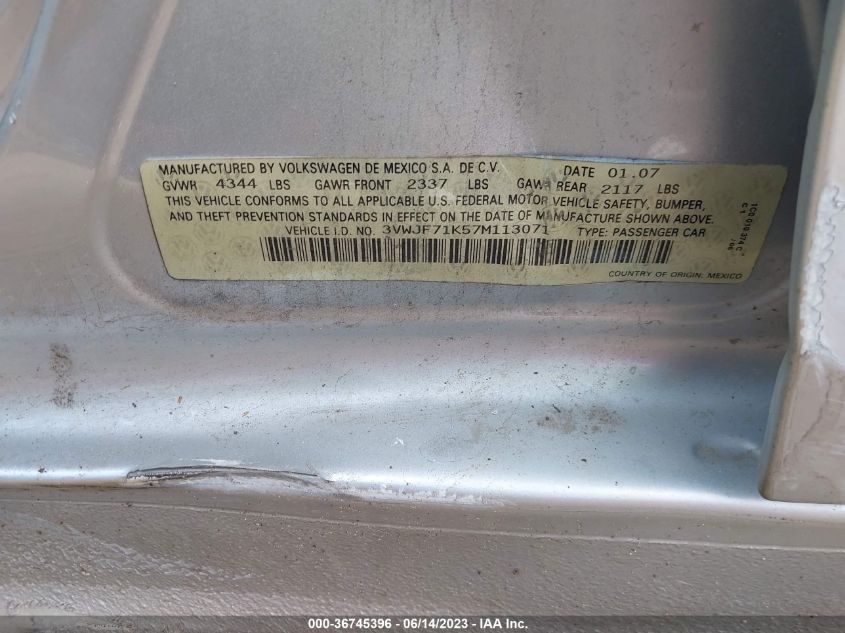 MANUFACTURED BY VOLKSWAGEN DE MEXICO S.A. DE C.V. DATE 01.07
GVWR 4344 LBS GAWR FRONT 2337 LBS GAWR REAR 2117 LBS
THIS VEHICLE CONFORMS TO ALL APPLICABLE U.S. FEDERAL MOTOR VEHICLE SAFETY, BUMPER,
AND THEFT PREVENTION STANDARDS IN EFFECT ON THE DATE OF MANUFACTURE SHOWN ABOVE.
VEHICLE I.D. NO. 3VWJF71K57M113071 TYPE: PASSENGER CAR
COUNTRY OF ORIGIN: MEXICO
1C0 010 374 C
000-36745396 - 06/14/2023 - IAA Inc.